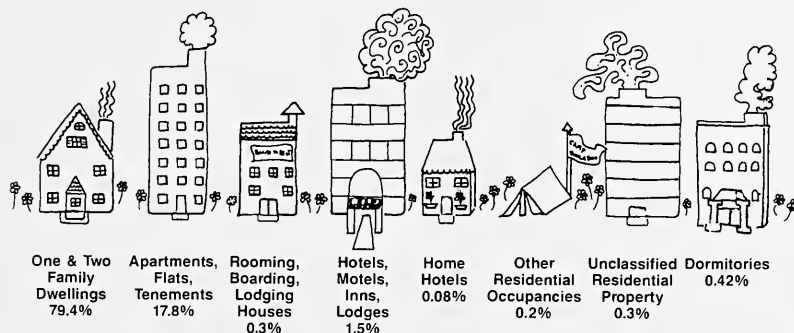 One & Two
Family
Dwellings
79.4%
Apartments,
Flats,
Tenements
17.8%
Rooming,
Boarding,
Lodging
Houses
0.3%
Hotels,
Motels,
Inns,
Lodges
1.5%
Home
Hotels
0.08%
CAMP
Other
Residential
Occupancies
0.2%
Unclassified
Residential
Property
0.3%
Dormitories
0.42%